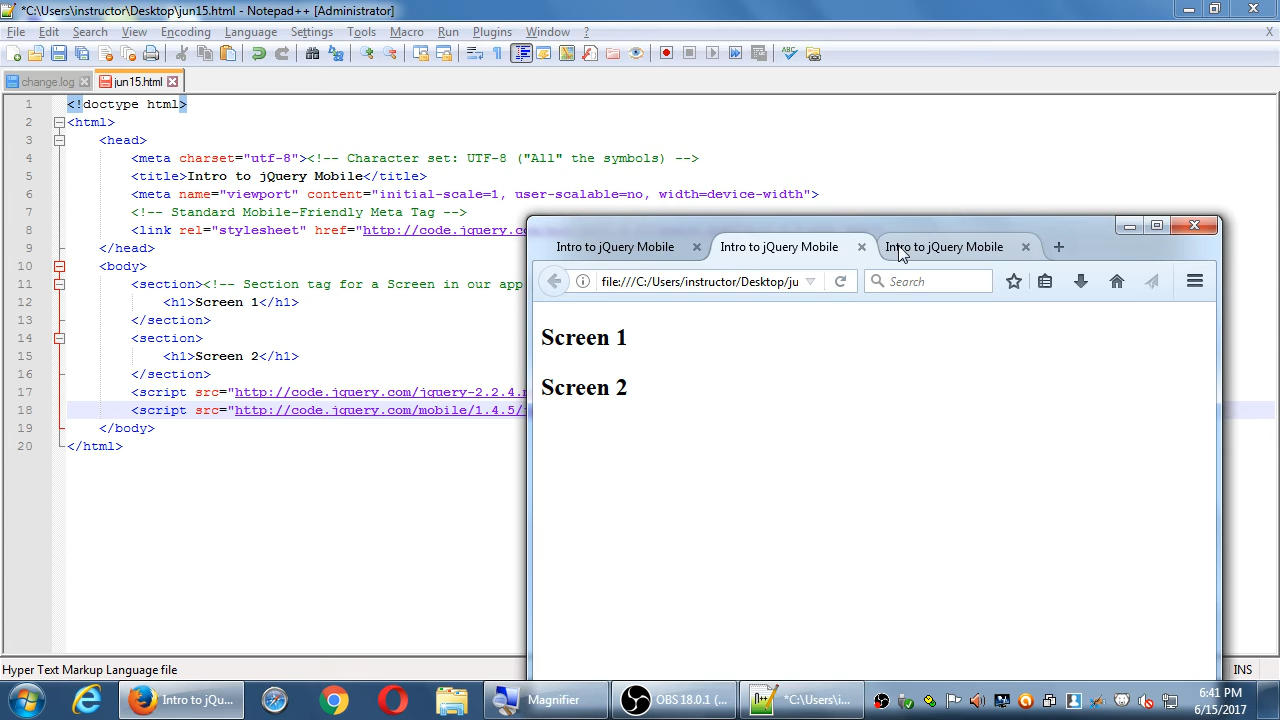 *C:\Users\instructor\Desktop\jun15.html - Notepad++ [Administrator]
File Edit Search View Encoding Language Settings Tools Macro Run Plugins Window ? X
change.log jun15.html
1 <!doctype html>
2 <html>
3 <head>
4 <meta charset="utf-8"><!-- Character set: UTF-8 ("All" the symbols) -->
5 <title>Intro to jQuery Mobile</title>
6 <meta name="viewport" content="initial-scale=1, user-scalable=no, width=device-width">
7 <!-- Standard Mobile-Friendly Meta Tag -->
8 <link rel="stylesheet" href="http://code.jquery.co
9 </head>
10 <body>
11 <section><!-- Section tag for a Screen in our app
12 <h1>Screen 1</h1>
13 </section>
14 <section>
15 <h1>Screen 2</h1>
16 </section>
17 <script src="http://code.jquery.com/jquery-2.2.4.
18 <script src="http://code.jquery.com/mobile/1.4.5/
19 </body>
20 </html>
Intro to jQuery Mobile Intro to jQuery Mobile Intro to jQuery Mobile
file:///C:/Users/instructor/Desktop/ju Search
Screen 1
Screen 2
Hyper Text Markup Language file INS
Intro to jQu... Magnifier OBS 18.0.1 (... *C:\Users\i... 6:41 PM
6/15/2017